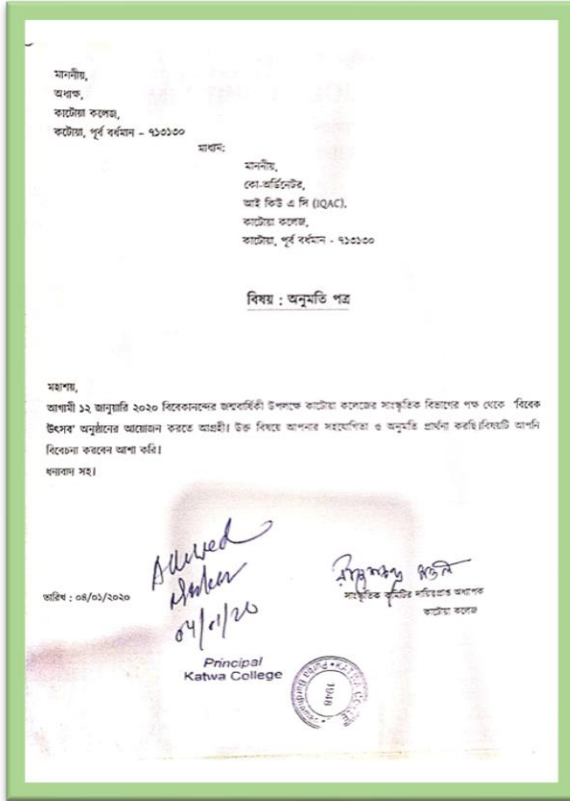 মাননীয়,
অধ্যক্ষ,
কাটোয়া কলেজ,
কটোয়া, পূর্ব বর্ধমান – ৭১৩১৩০
মাধ্যম:
মাননীয়,
কো-অর্ডিনেটর,
আই কিউ এ সি (IQAC),
কাটোয়া কলেজ,
কাটোয়া, পূর্ব বর্ধমান - ৭১৩১৩০
বিষয় : অনুমতি পত্র
মহাশয়,
আগামী ১২ জানুয়ারি ২০২০ বিবেকানন্দের জন্মবার্ষিকী উপলক্ষে কাটোয়া কলেজের সাংস্কৃতিক বিভাগের পক্ষ থেকে 'বিবেক
উৎসব' অনুষ্ঠানের আয়োজন করতে আগ্রহী। উক্ত বিষয়ে আপনার সহযোগিতা ও অনুমতি প্রার্থনা করছি।বিষয়টি আপনি
বিবেচনা করবেন আশা করি।
ধন্যবাদ সহ।
Allowed
04/01/20
তারিখ : ০৪/০১/২০২০
সাংস্কৃতিক কমিটির দায়িত্বপ্রাপ্ত অধ্যাপক
কাটোয়া কলেজ
Principal
Katwa College
KATWA COLLEGE
1948